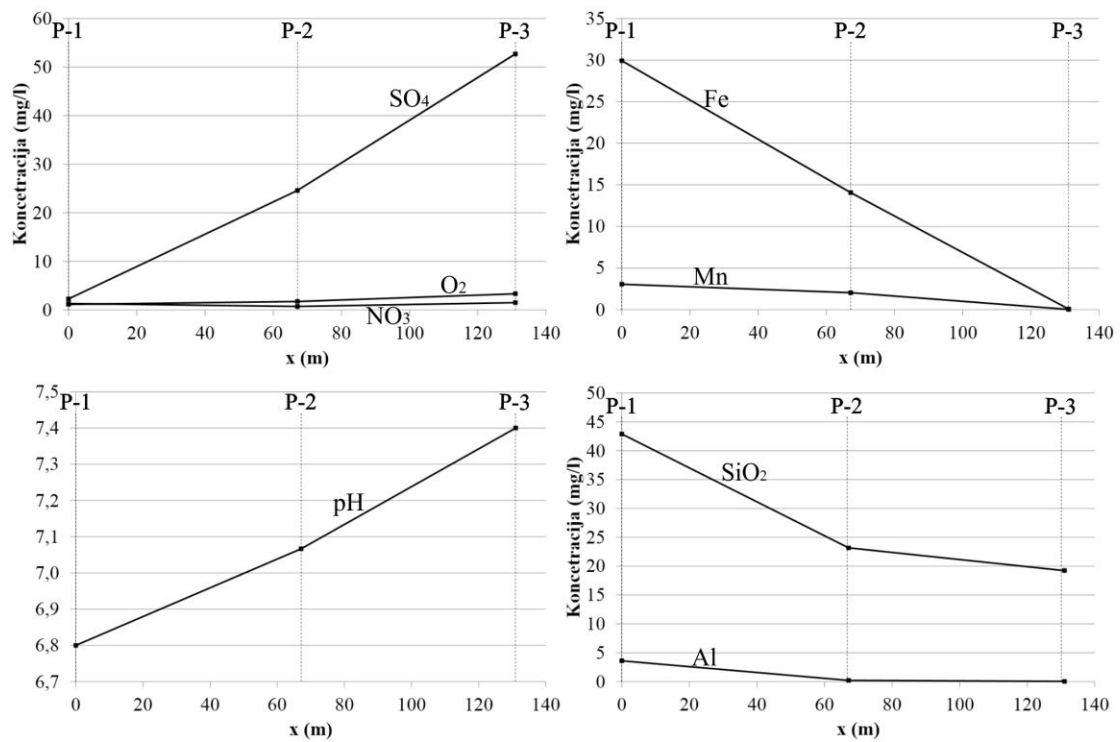 60
P-1 P-2 P-3
50
SO4
40
30
20
10
O2
0
NO3
0 20 40 60 80 100 120 140
x (m)
Koncetracija (mg/l)
35
P-1 P-2 P-3
30
Fe
25
20
15
10
5
Mn
0
0 20 40 60 80 100 120 140
x (m)
Koncetracija (mg/l)
7,5
P-1 P-2 P-3
7,4
7,3
7,2
pH
7,1
7,0
6,9
6,8
6,7
0 20 40 60 80 100 120 140
x (m)
50
P-1 P-2 P-3
45
40
SiO2
35
30
25
20
15
10
5
Al
0
0 20 40 60 80 100 120 140
x (m)
Koncetracija (mg/l)